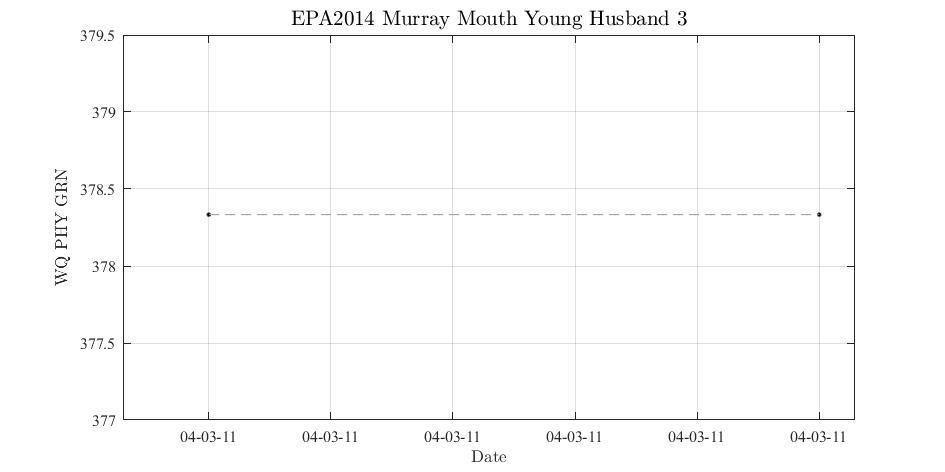 EPA2014 Murray Mouth Young Husband 3
379.5
379
378.5
378
377.5
377
WQ PHY GRN
04-03-11 04-03-11 04-03-11 04-03-11 04-03-11 04-03-11
Date